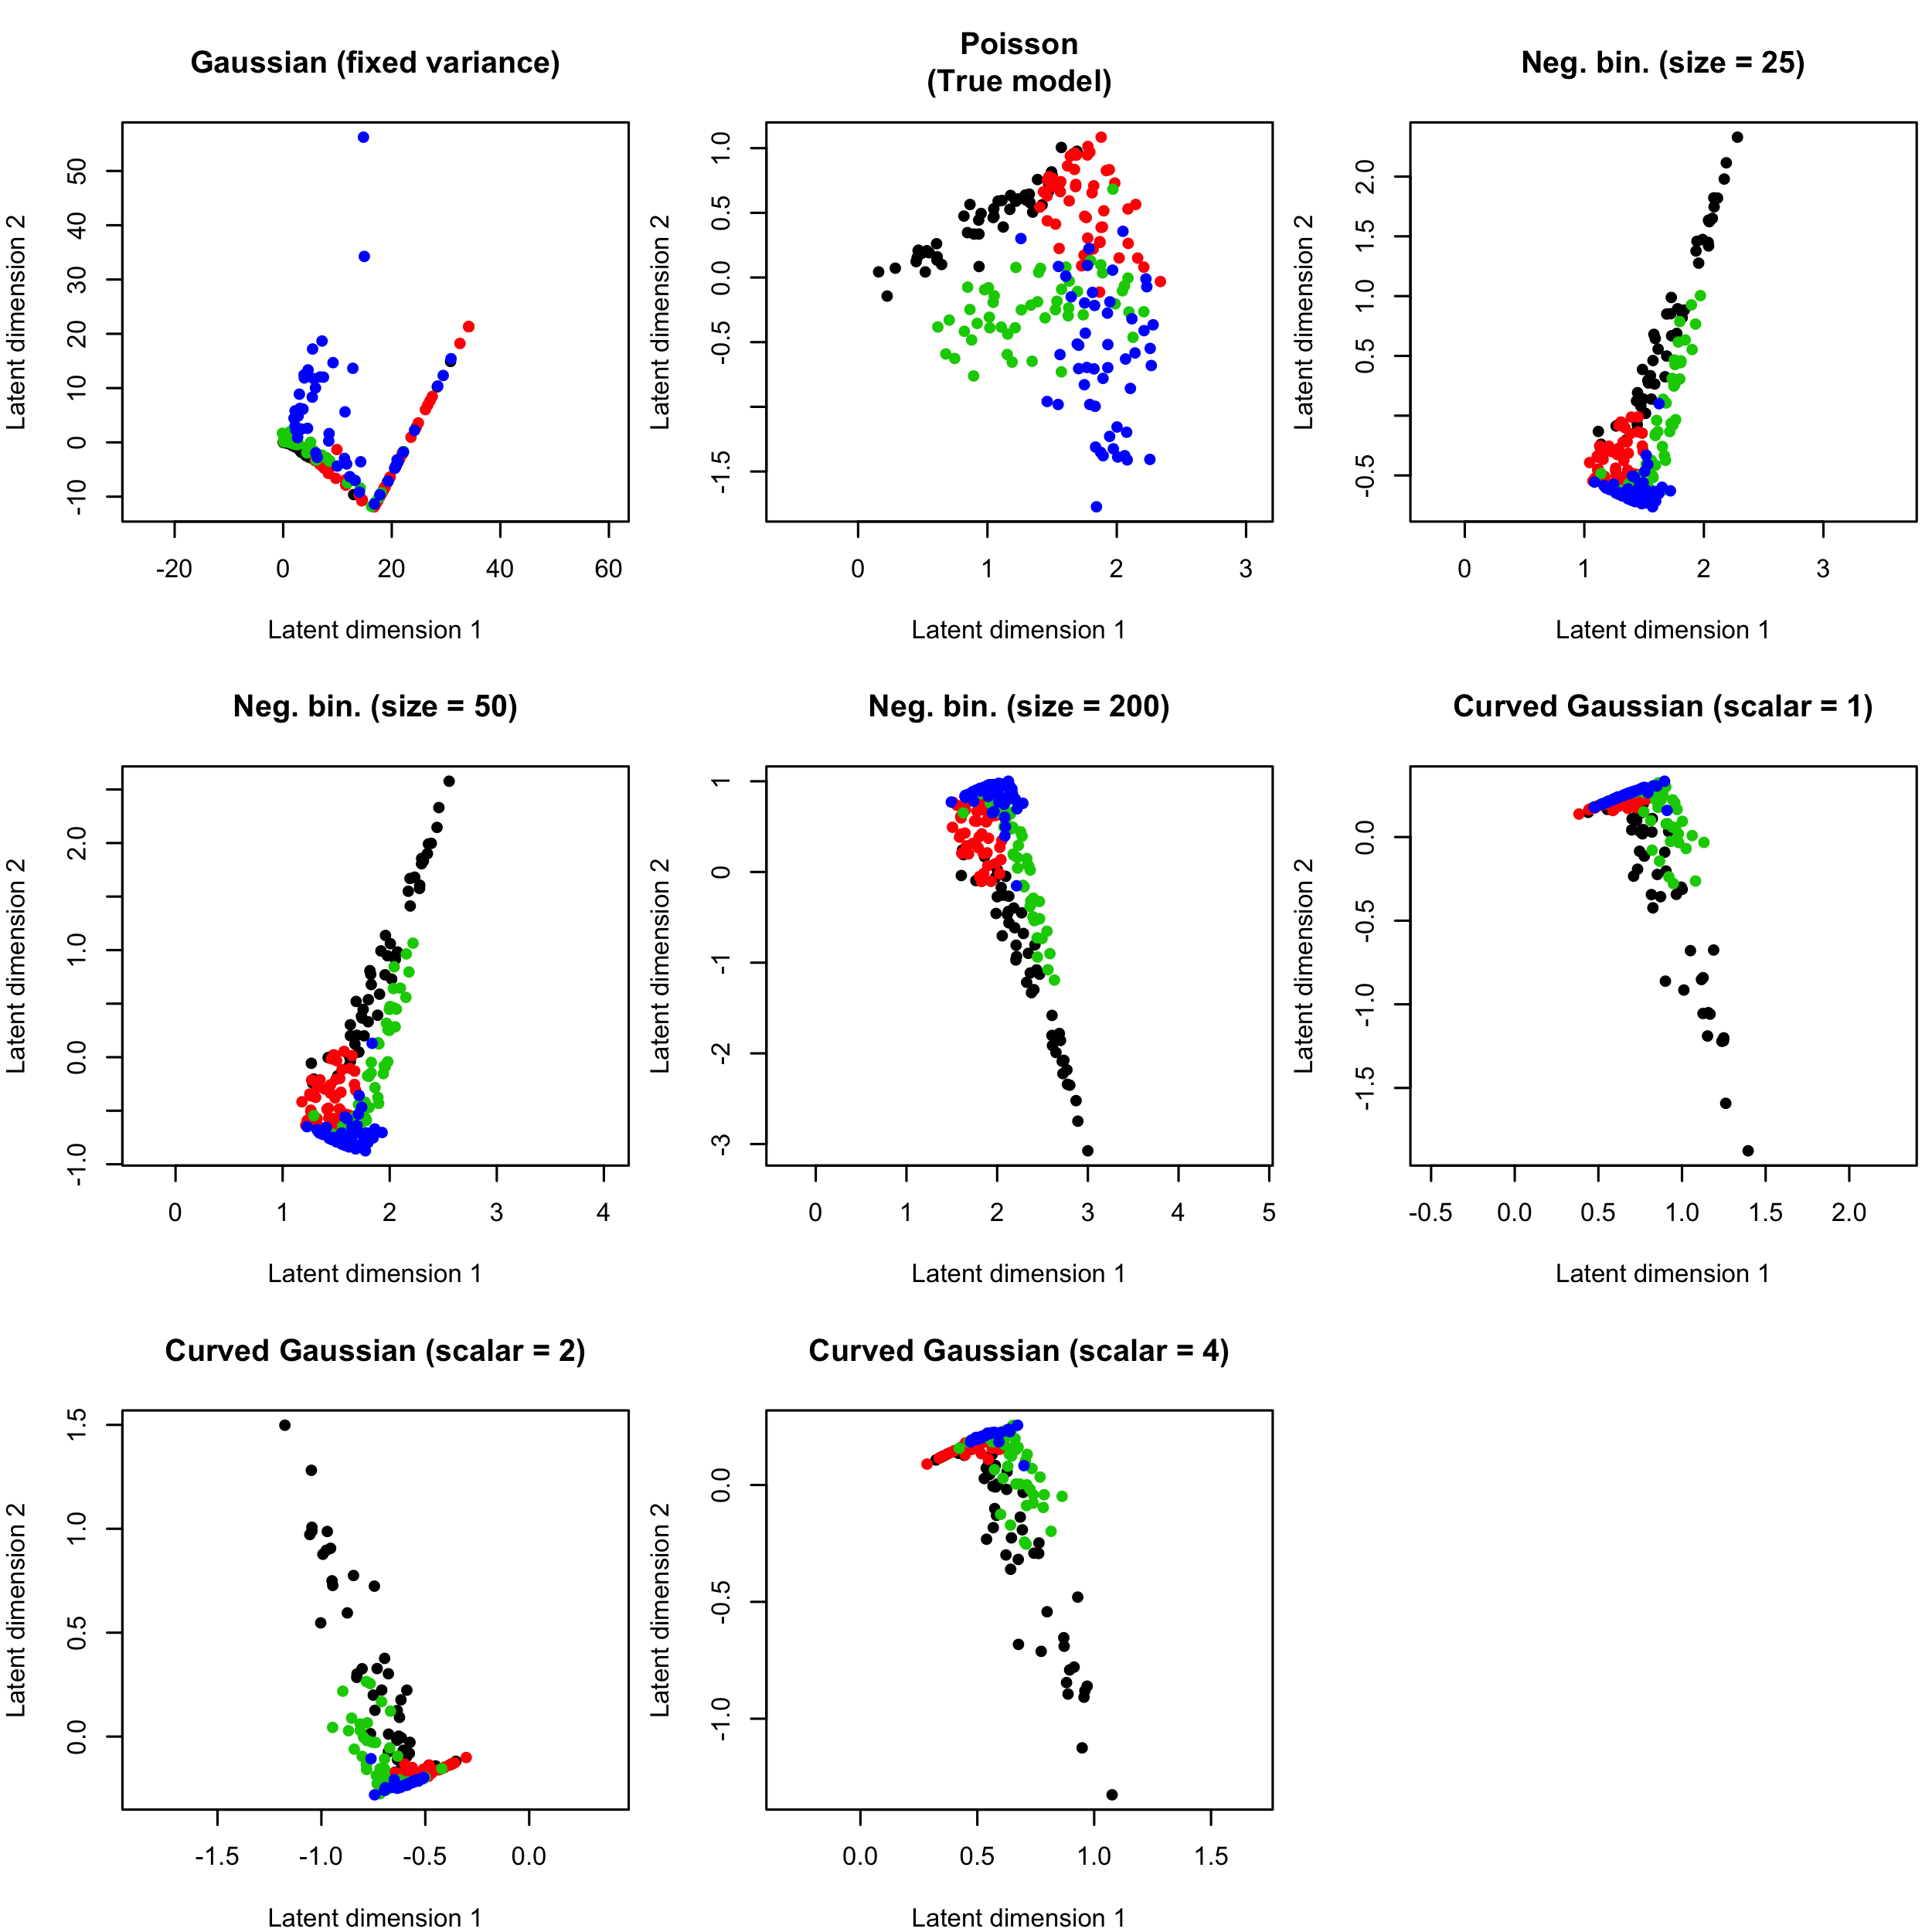 Gaussian (fixed variance)
Latent dimension 2
50
40
30
20
10
0
-10
-20 0 20 40 60
Latent dimension 1
Poisson
(True model)
Latent dimension 2
1.0
0.5
0.0
-0.5
-1.5
0 1 2 3
Latent dimension 1
Neg. bin. (size = 25)
Latent dimension 2
2.0
1.5
1.0
0.5
-0.5
0 1 2 3
Latent dimension 1
Neg. bin. (size = 50)
Latent dimension 2
2.0
1.0
0.0
-1.0
0 1 2 3 4
Latent dimension 1
Neg. bin. (size = 200)
Latent dimension 2
1
0
-1
-2
-3
0 1 2 3 4 5
Latent dimension 1
Curved Gaussian (scalar = 1)
Latent dimension 2
0.0
-0.5
-1.0
-1.5
-0.5 0.0 0.5 1.0 1.5 2.0
Latent dimension 1
Curved Gaussian (scalar = 2)
Latent dimension 2
1.5
1.0
0.5
0.0
-1.5 -1.0 -0.5 0.0
Latent dimension 1
Curved Gaussian (scalar = 4)
Latent dimension 2
0.0
-0.5
-1.0
0.0 0.5 1.0 1.5
Latent dimension 1